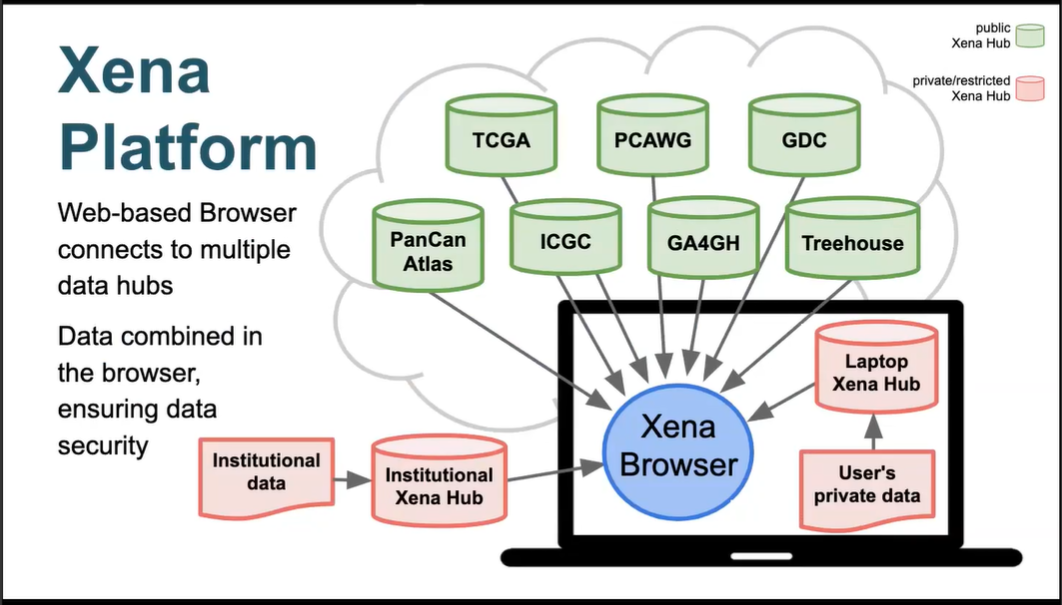 Xena
Platform
Web-based Browser
connects to multiple
data hubs
Data combined in
the browser,
ensuring data
security
public
Xena Hub
private/restricted
Xena Hub
TCGA
PCAWG
GDC
PanCan
Atlas
ICGC
GA4GH
Treehouse
Laptop
Xena Hub
Xena
Browser
User's
private data
Institutional
data
Institutional
Xena Hub